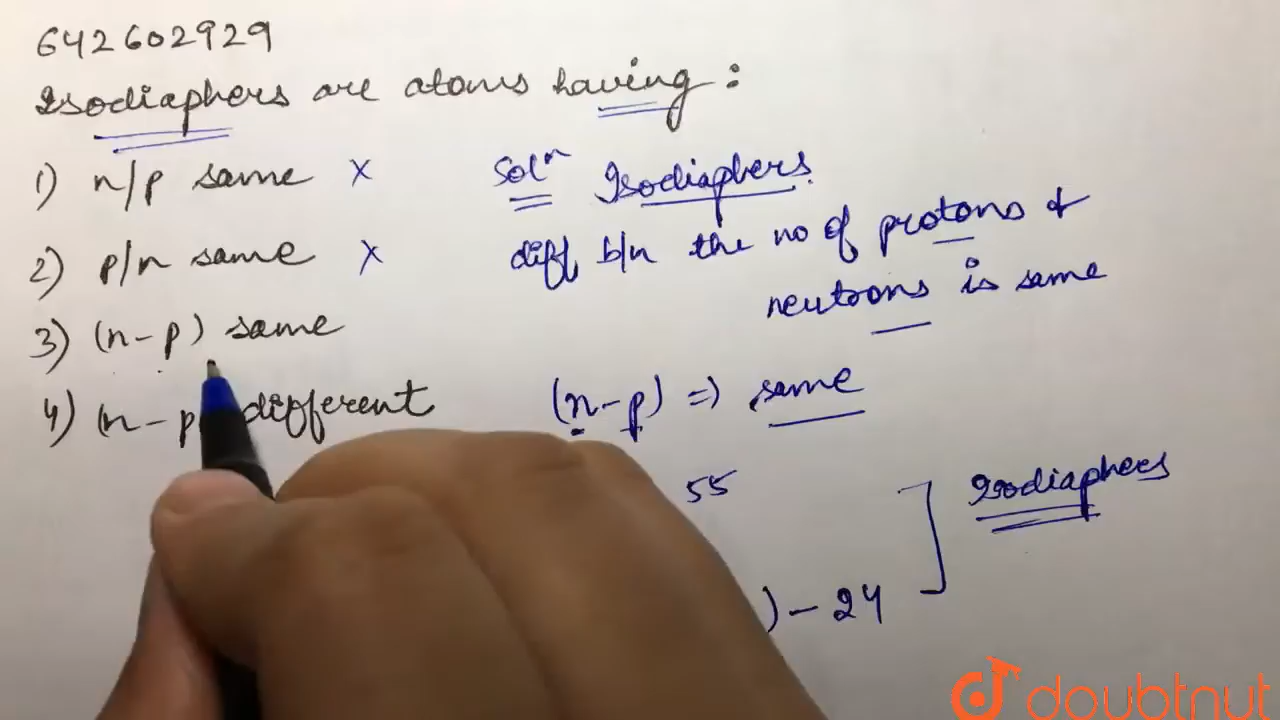 642602929
Isodiaphers are atoms having :
1) n/p same ×
2) p/n same ×
3) (n-p) same
4) (n-p different
Solⁿ Isodiaphers.
diff b/n the no of protons &
neutrons is same
(n-p) => same
55
) - 24
Isodiaphers
doubtnut